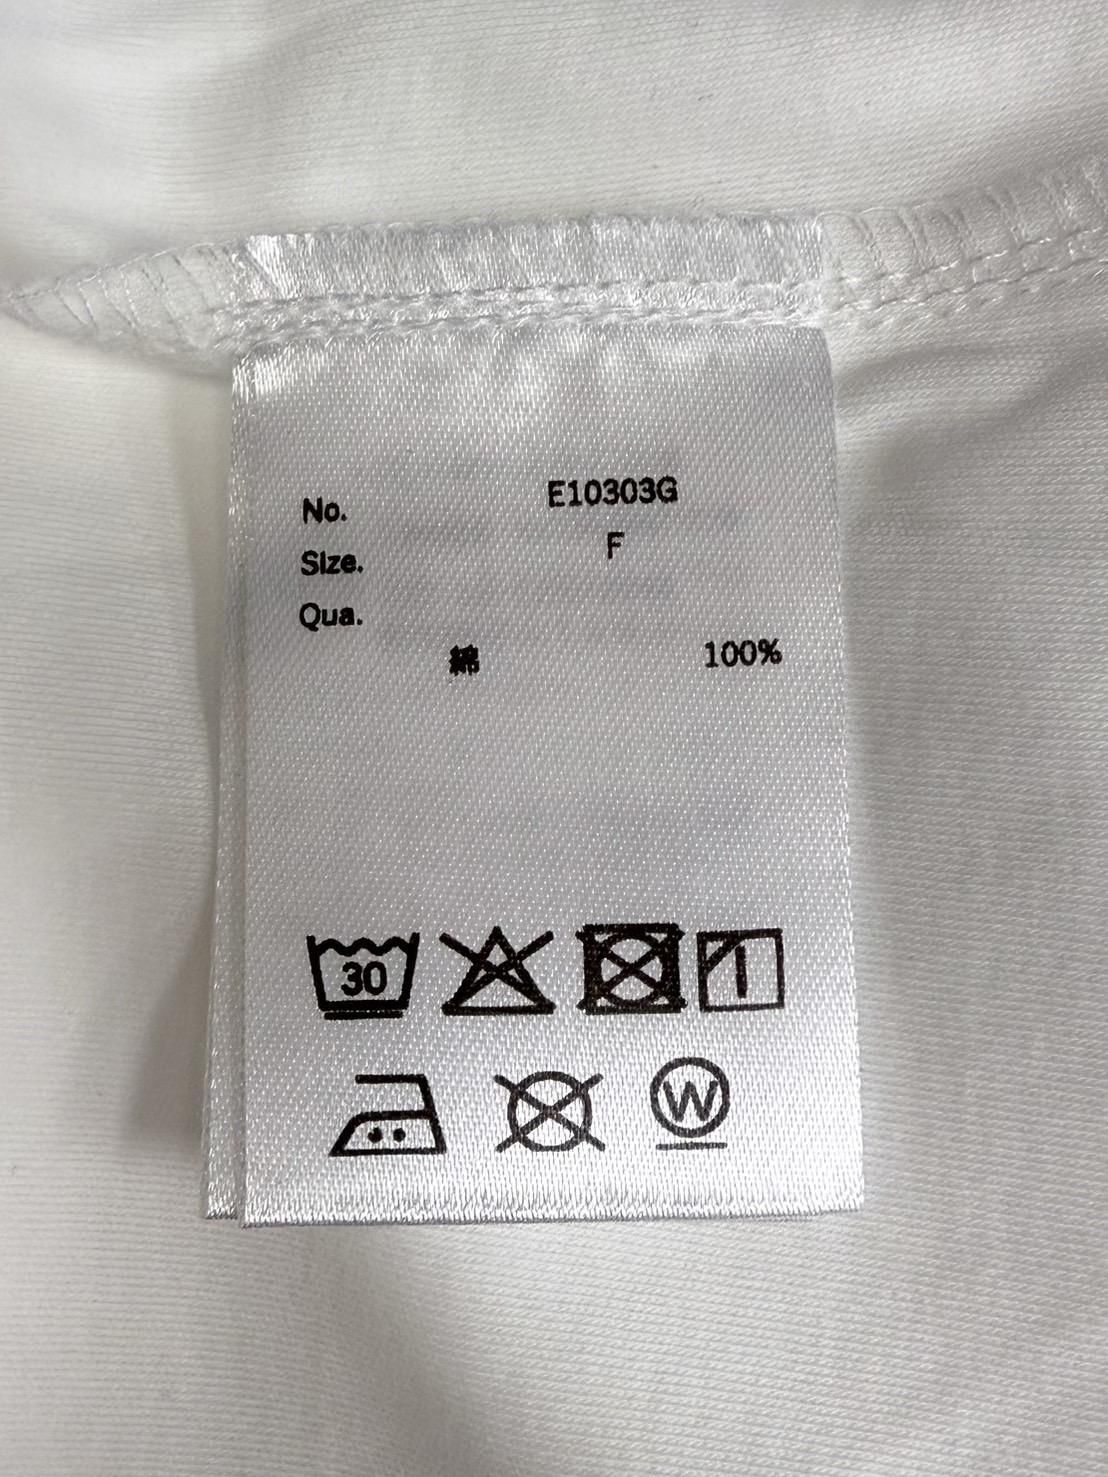 No. E10303G
Size. F
Qua.
綿 100%
30
W